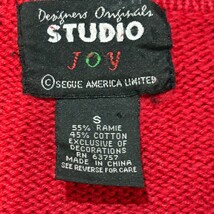 Designers Originals
STUDIO
JOY
©SEGUE AMERICA LIMITED
S
55% RAMIE
45% COTTON
EXCLUSIVE OF
DECORATIONS
RN 63757
MADE IN CHINA
SEE REVERSE FOR CARE